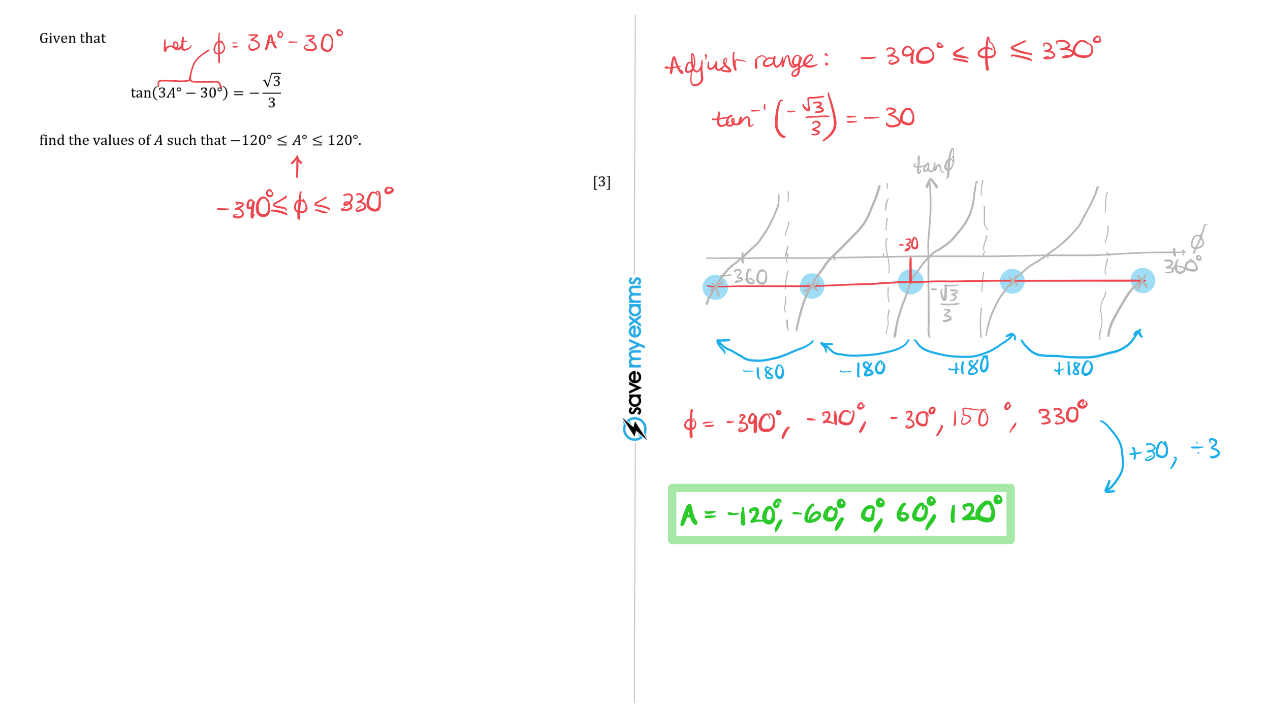 Given that
Let ϕ = 3A° - 30°
tan(3A° − 30°) = −√3/3
find the values of A such that −120° ≤ A° ≤ 120°.
↑
-390° ≤ ϕ ≤ 330°
[3]
save my exams
Adjust range: -390° ≤ ϕ ≤ 330°
tan⁻¹ (-√3/3) = -30
tanϕ
-30
ϕ
-360
360°
-√3/3
-180 -180 +180 +180
ϕ = -390°, -210°, -30°, 150°, 330°
+30, ÷3
A = -120°, -60°, 0°, 60°, 120°